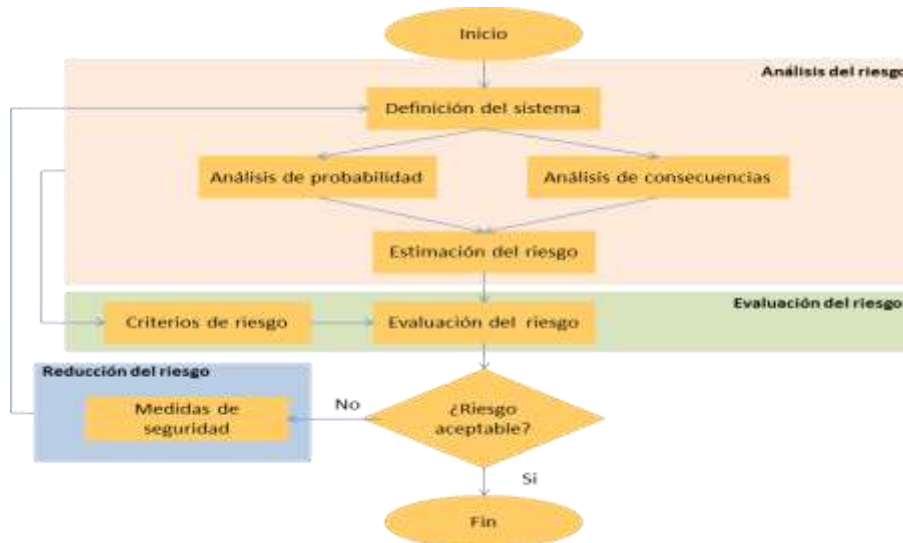 Inicio
Análisis del riesgo
Definición del sistema
Análisis de probabilidad
Análisis de consecuencias
Estimación del riesgo
Evaluación del riesgo
Criterios de riesgo
Evaluación del riesgo
Reducción del riesgo
Medidas de
seguridad
No
¿Riesgo
aceptable?
Si
Fin